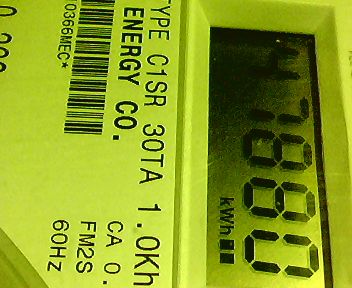 47880
kWh
TYPE C1SR 30TA 1.0Kh
ENERGY CO.
CA 0.
FM2S
60Hz
0366MEC*